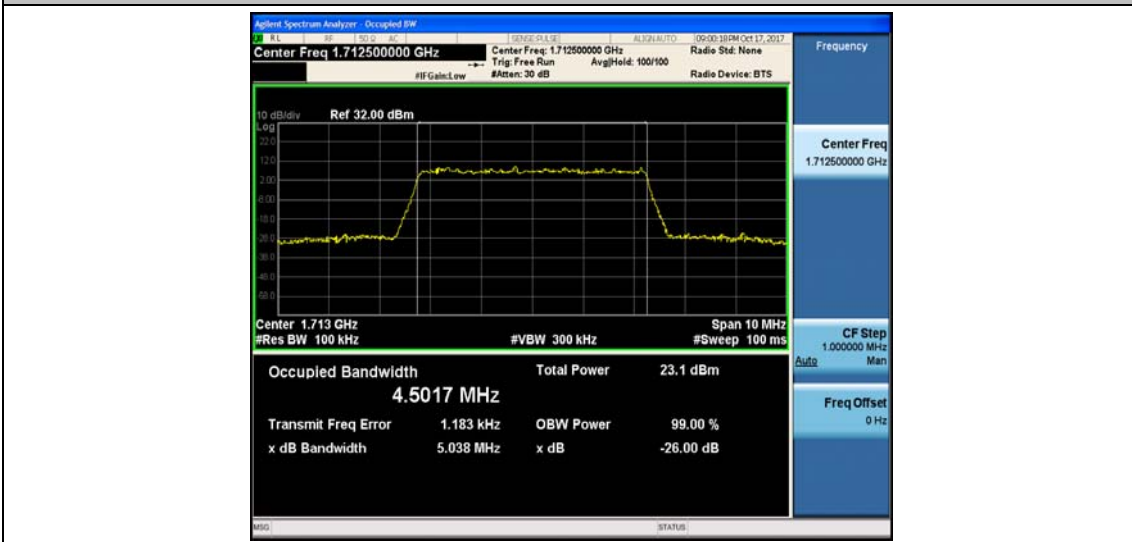 Agilent Spectrum Analyzer - Occupied BW
RL RF 50 Ω AC SENSE:PULSE ALIGN AUTO 09:00:18 PM Oct 17, 2017
Center Freq 1.712500000 GHz
Center Freq: 1.712500000 GHz
Radio Std: None
Trig: Free Run Avg|Hold: 100/100
#IFGain:Low #Atten: 30 dB Radio Device: BTS
Frequency
10 dB/div Ref 32.00 dBm
Log
22.0
12.0
2.00
-8.00
-18.0
-28.0
-38.0
-48.0
-58.0
Center 1.713 GHz Span 10 MHz
#Res BW 100 kHz #VBW 300 kHz #Sweep 100 ms
Occupied Bandwidth Total Power 23.1 dBm
4.5017 MHz
Transmit Freq Error 1.183 kHz OBW Power 99.00 %
x dB Bandwidth 5.038 MHz x dB -26.00 dB
Center Freq
1.712500000 GHz
CF Step
1.000000 MHz
Auto Man
Freq Offset
0 Hz
MSG STATUS